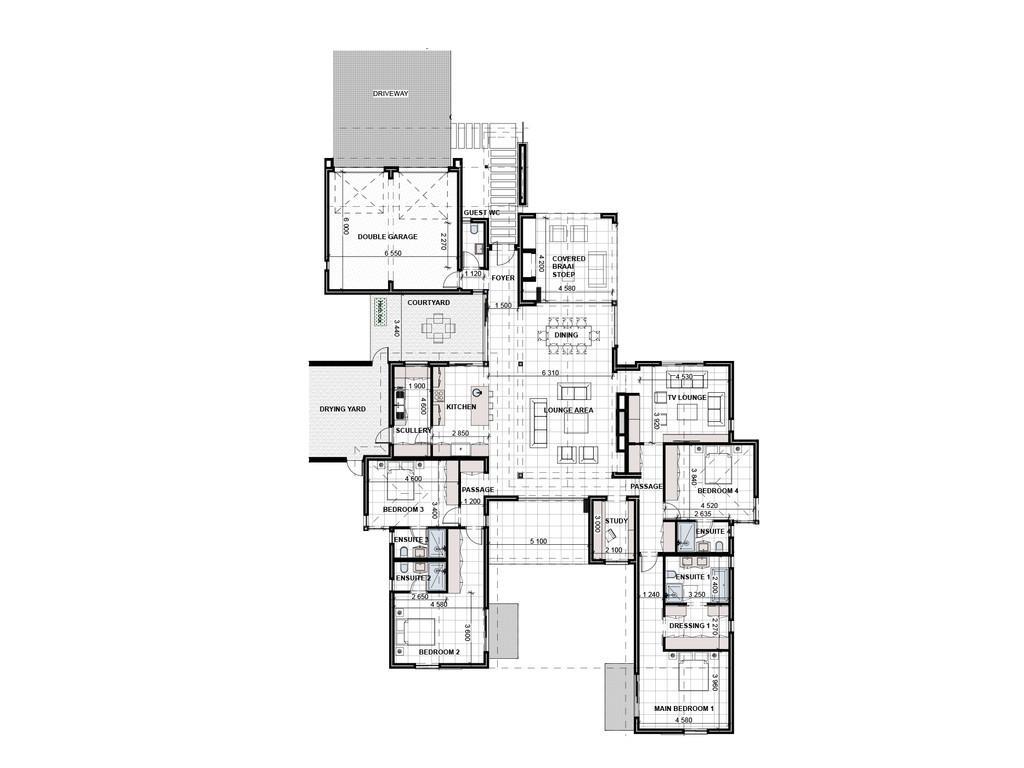 DRIVEWAY
GUEST WC
6 000
2 270
DOUBLE GARAGE
6 550
1 120
FOYER
1 500
4 200
COVERED
BRAAI
STOEP
4 580
COURTYARD
3 440
DINING
6 310
4 530
TV LOUNGE
3 920
1 900
4 600
KITCHEN
SCULLERY
2 850
DRYING YARD
LOUNGE AREA
4 600
BEDROOM 3
3 400
PASSAGE
1 200
PASSAGE
3 840
BEDROOM 4
4 520
2 635
ENSUITE 4
3 000
STUDY
2 100
5 100
ENSUITE 3
ENSUITE 2
2 650
4 580
3 600
BEDROOM 2
ENSUITE 1
2 400
1 240
3 250
DRESSING 1
2 270
3 960
MAIN BEDROOM 1
4 580